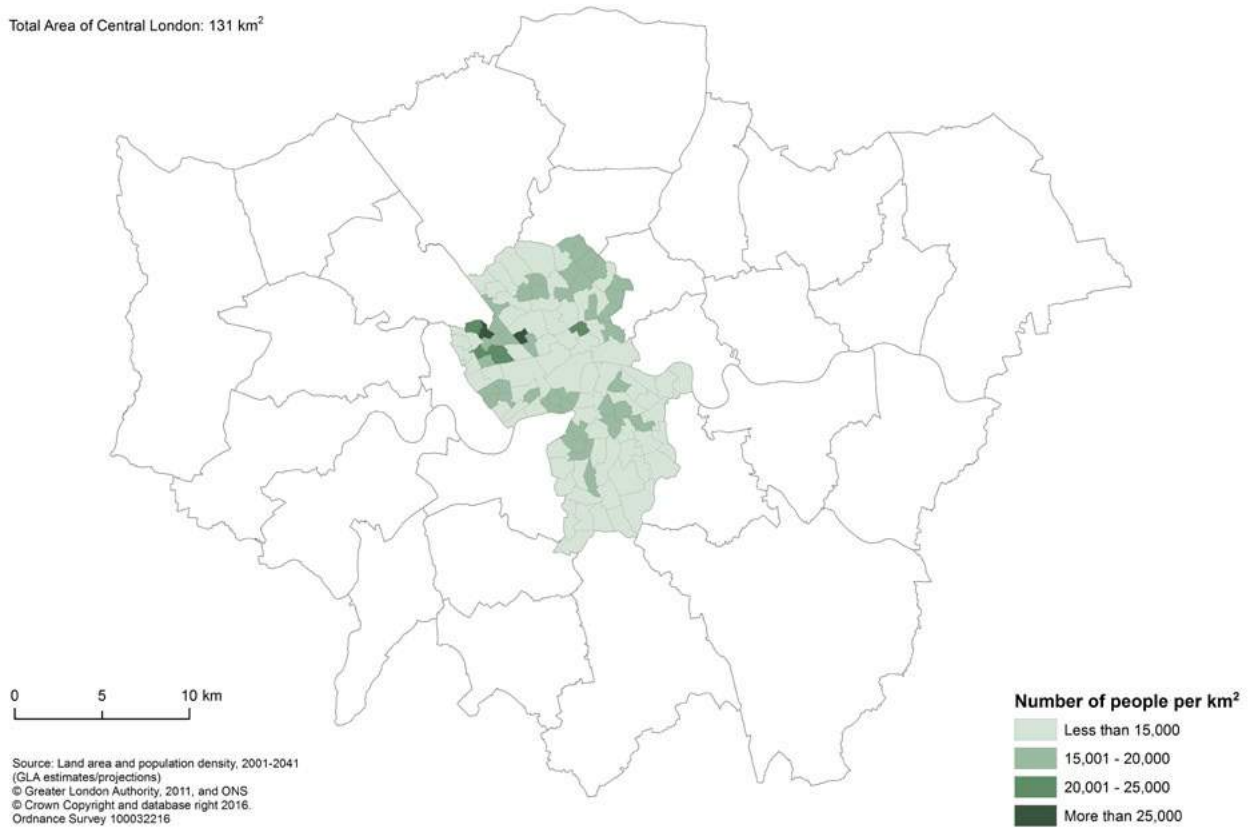 Total Area of Central London: 131 km²
0 5 10 km
Source: Land area and population density, 2001-2041
(GLA estimates/projections)
© Greater London Authority, 2011, and ONS
© Crown Copyright and database right 2016.
Ordnance Survey 100032216
Number of people per km²
Less than 15,000
15,001 - 20,000
20,001 - 25,000
More than 25,000